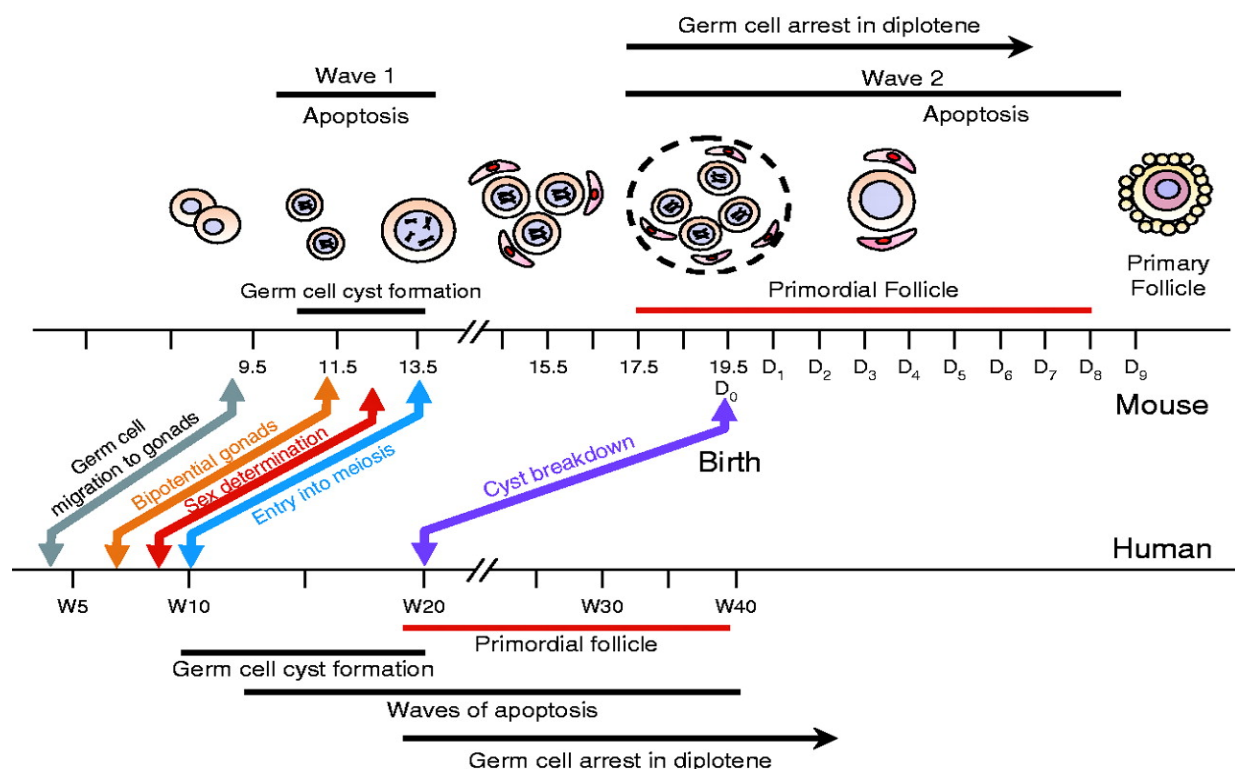 Germ cell arrest in diplotene
Wave 1
Wave 2
Apoptosis
Apoptosis
Germ cell cyst formation
Primordial Follicle
Primary
Follicle
9.5 11.5 13.5 15.5 17.5 19.5 D1 D2 D3 D4 D5 D6 D7 D8 D9
D0
Mouse
Germ cell
migration to gonads
Bipotential gonads
Sex determination
Entry into meiosis
Cyst breakdown
Birth
Human
W5 W10 W20 W30 W40
Primordial follicle
Germ cell cyst formation
Waves of apoptosis
Germ cell arrest in diplotene